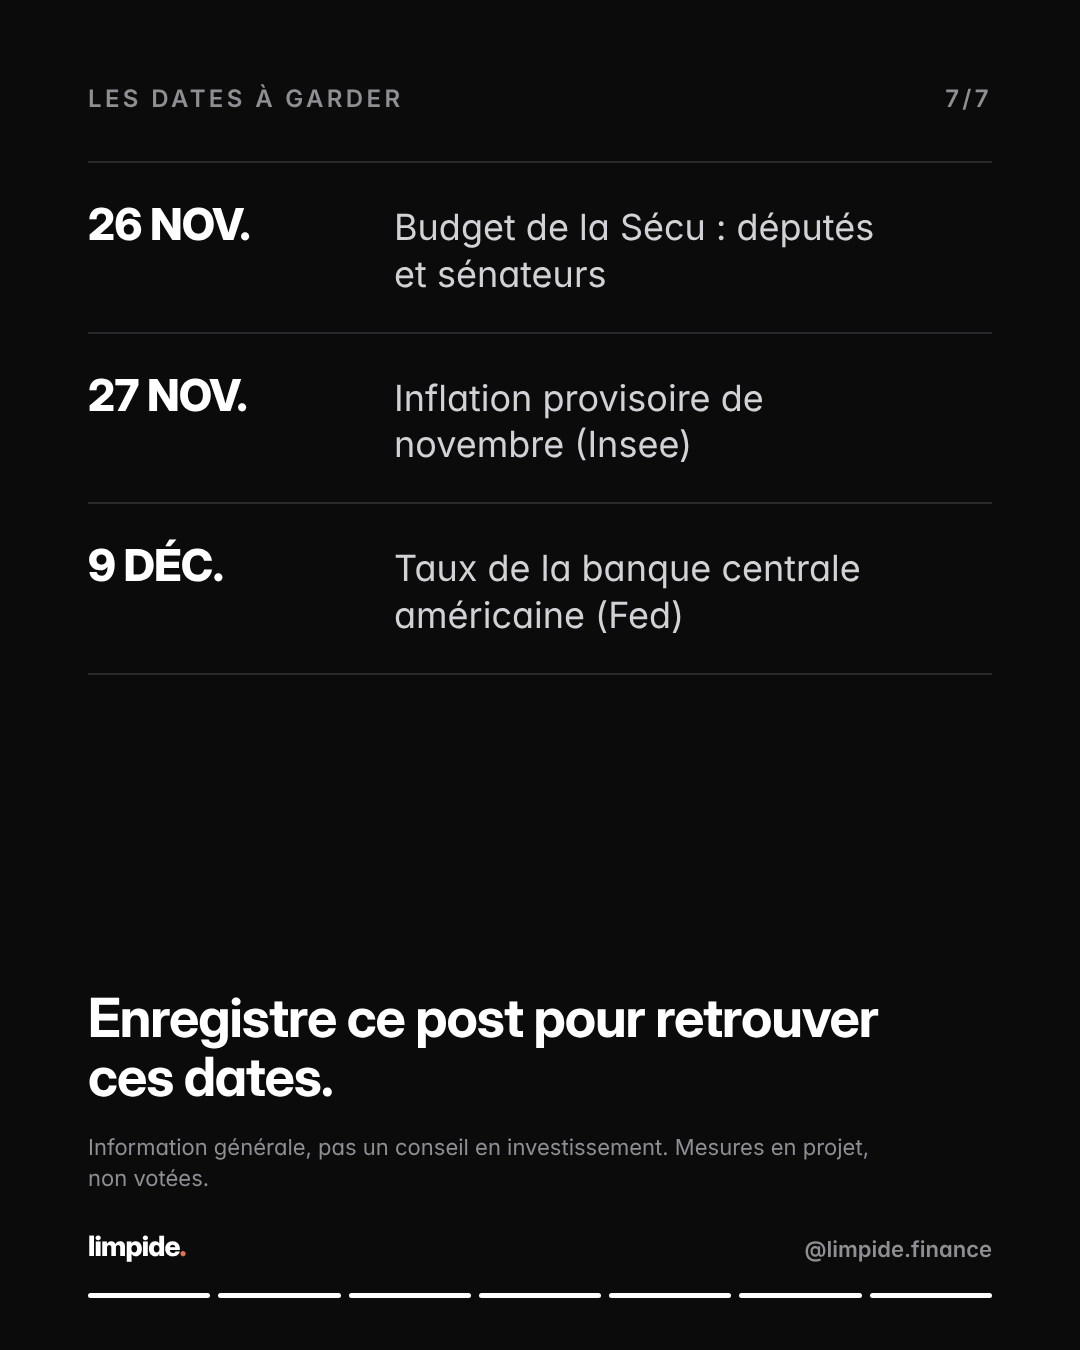 LES DATES À GARDER
7/7
26 NOV.
Budget de la Sécu : députés
et sénateurs
27 NOV.
Inflation provisoire de
novembre (Insee)
9 DÉC.
Taux de la banque centrale
américaine (Fed)
Enregistre ce post pour retrouver
ces dates.
Information générale, pas un conseil en investissement. Mesures en projet,
non votées.
limpide.
@limpide.finance